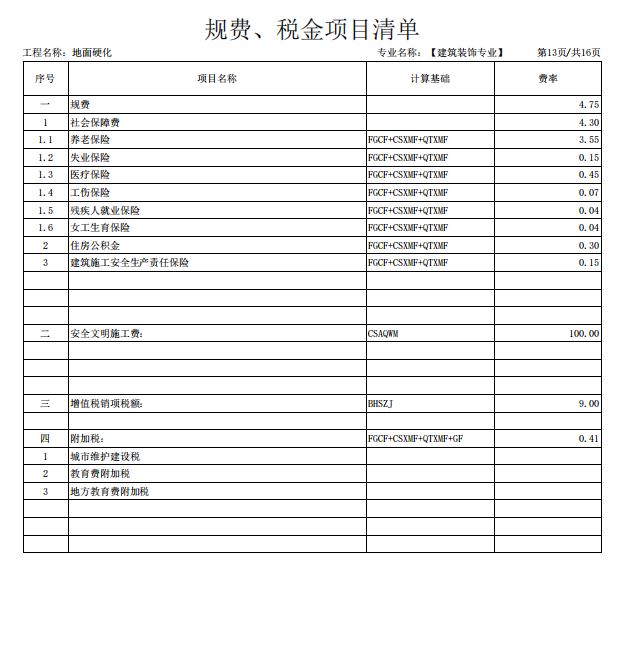 规费、税金项目清单
工程名称：地面硬化 专业名称：【建筑装饰专业】 第13页/共16页
序号 项目名称 计算基础 费率
一 规费 4.75
1 社会保障费 4.30
1.1 养老保险 FGCF+CSXMF+QTXMF 3.55
1.2 失业保险 FGCF+CSXMF+QTXMF 0.15
1.3 医疗保险 FGCF+CSXMF+QTXMF 0.45
1.4 工伤保险 FGCF+CSXMF+QTXMF 0.07
1.5 残疾人就业保险 FGCF+CSXMF+QTXMF 0.04
1.6 女工生育保险 FGCF+CSXMF+QTXMF 0.04
2 住房公积金 FGCF+CSXMF+QTXMF 0.30
3 建筑施工安全生产责任保险 FGCF+CSXMF+QTXMF 0.15
二 安全文明施工费： CSAQWM 100.00
三 增值税销项税额： BHSZJ 9.00
四 附加税： FGCF+CSXMF+QTXMF+GF 0.41
1 城市维护建设税
2 教育费附加税
3 地方教育费附加税